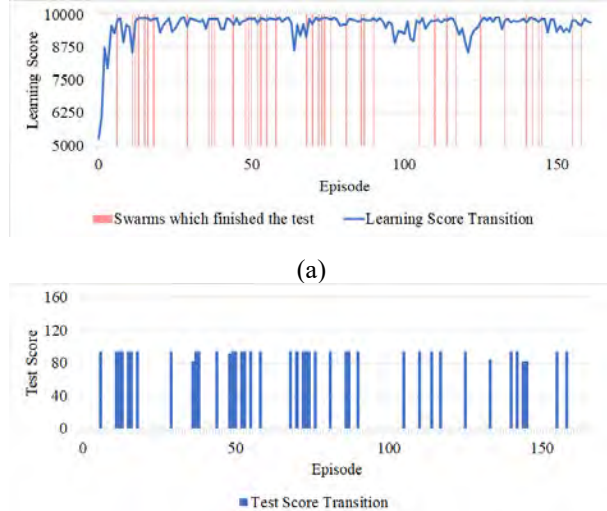 10000
8750
7500
6250
5000
Learning Score
0 50 100 150
Episode
Swarms which finished the test Learning Score Transition
(a)
160
120
80
40
0
Test Score
0 50 100 150
Episode
Test Score Transition